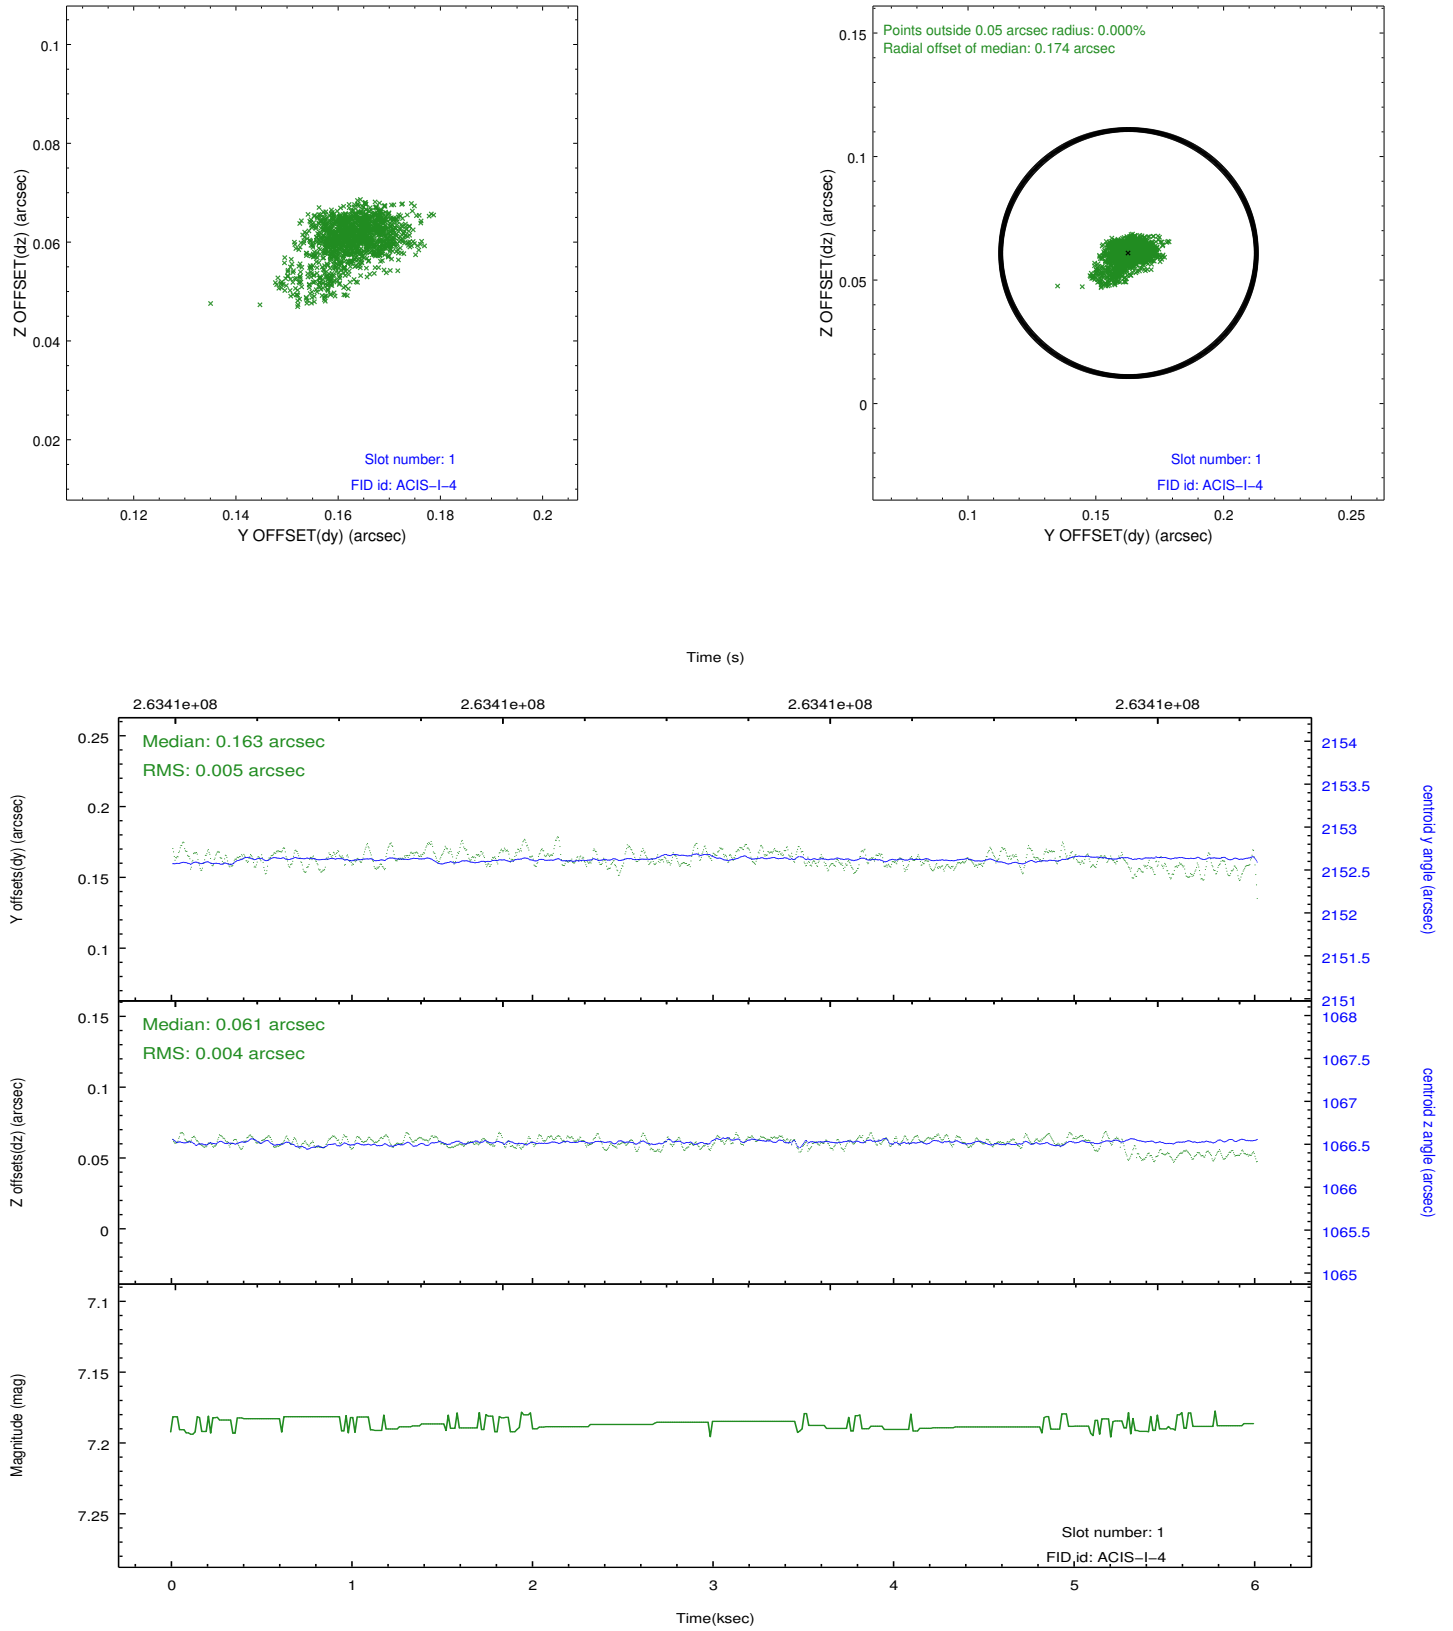 0.1
0.08
0.06
0.04
0.02
Z OFFSET(dz) (arcsec)
Slot number: 1
FID id: ACIS−I−4
0.12 0.14 0.16 0.18 0.2
Y OFFSET(dy) (arcsec)
Points outside 0.05 arcsec radius: 0.000%
Radial offset of median: 0.174 arcsec
0.15
0.1
0.05
0
Z OFFSET(dz) (arcsec)
Slot number: 1
FID id: ACIS−I−4
0.1 0.15 0.2 0.25
Y OFFSET(dy) (arcsec)
Time (s)
2.6341e+08 2.6341e+08 2.6341e+08 2.6341e+08
Median: 0.163 arcsec
RMS: 0.005 arcsec
0.25
0.2
0.15
0.1
Y offsets(dy) (arcsec)
2154
2153.5
2153
2152.5
2152
2151.5
2151
centroid y angle (arcsec)
Median: 0.061 arcsec
RMS: 0.004 arcsec
0.15
0.1
0.05
0
Z offsets(dz) (arcsec)
1068
1067.5
1067
1066.5
1066
1065.5
1065
centroid z angle (arcsec)
7.1
7.15
7.2
7.25
Magnitude (mag)
Slot number: 1
FID id: ACIS−I−4
0 1 2 3 4 5 6
Time(ksec)